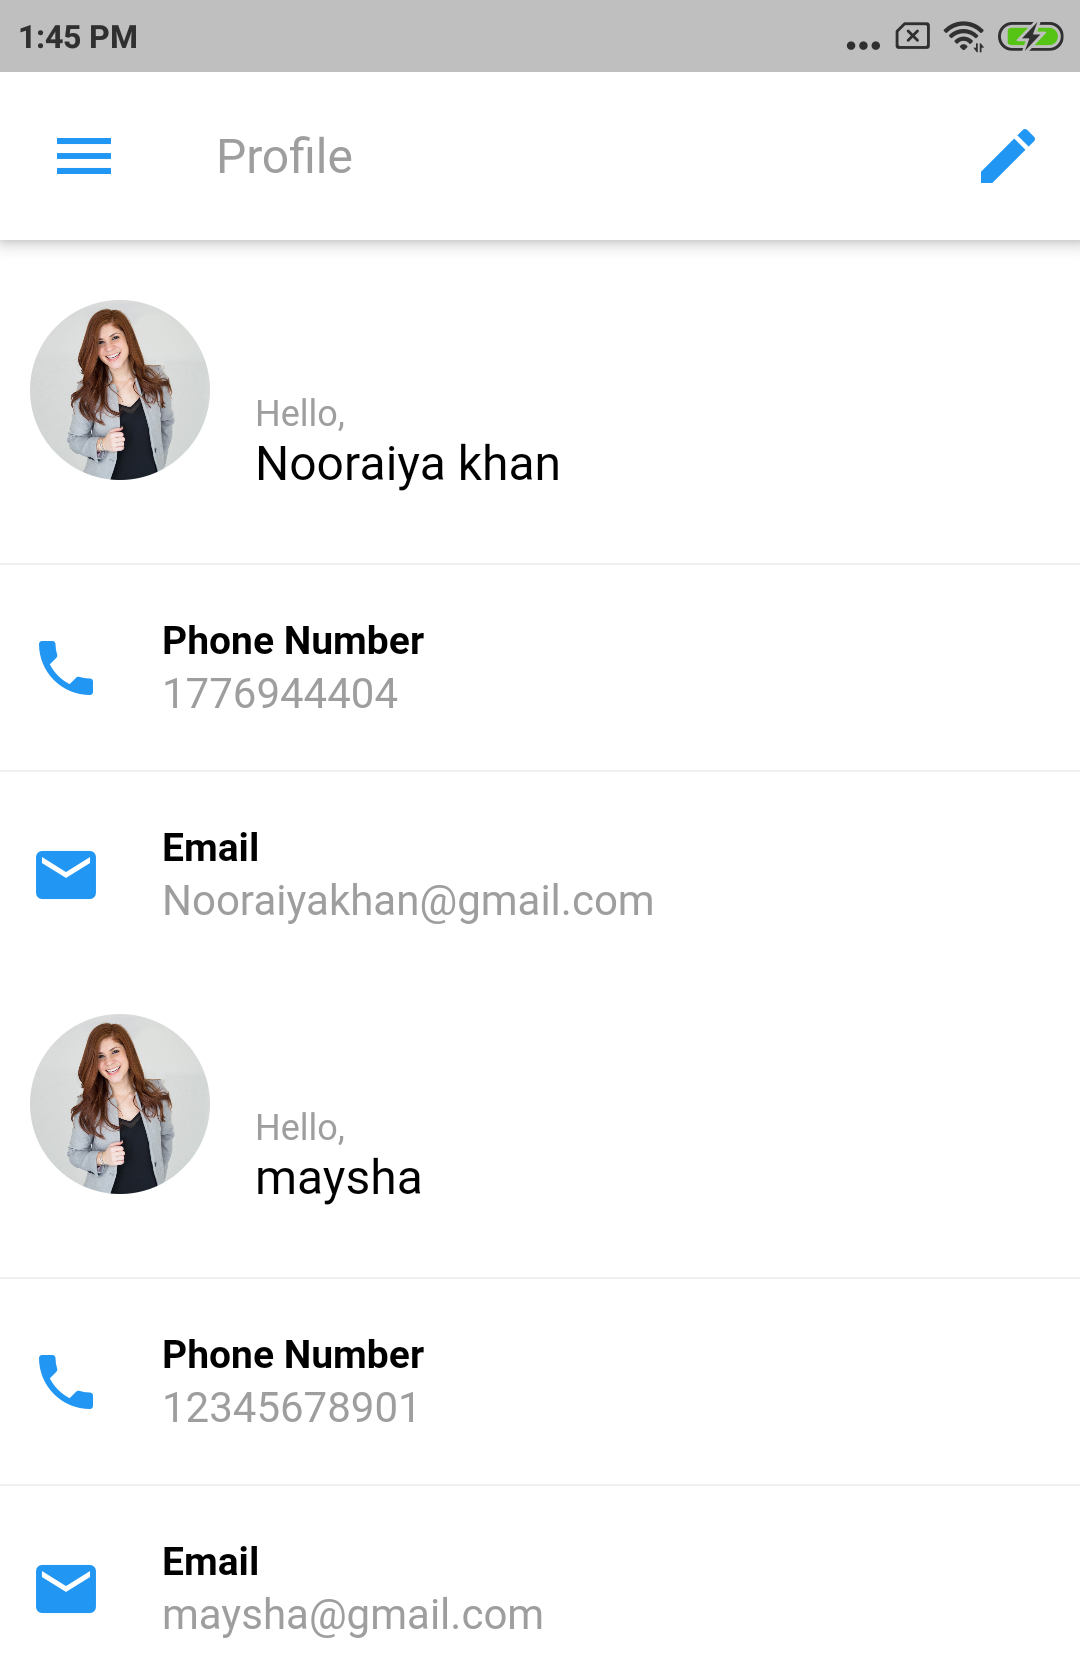 1:45 PM
Profile
Hello,
Nooraiya khan
Phone Number
1776944404
Email
Nooraiyakhan@gmail.com
Hello,
maysha
Phone Number
12345678901
Email
maysha@gmail.com